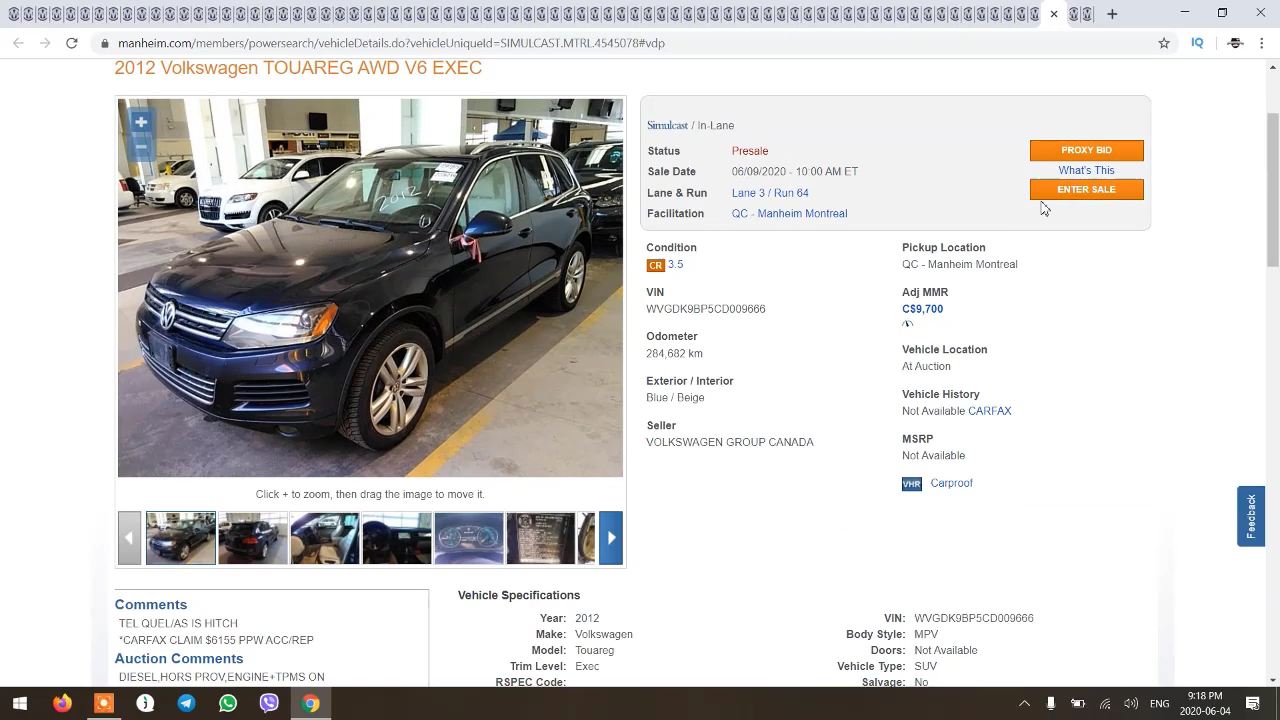 manheim.com/powersearch/vehicleDetails.do?vehicleUniqueId=SIMULCAST.MTRL.4545078#vdp
IQ
2012 Volkswagen TOUAREG AWD V6 EXEC
2012
Simulcast / In-Lane
Status Presale
Sale Date 06/09/2020 - 10:00 AM ET
Lane & Run Lane 3 / Run 64
Facilitation QC - Manheim Montreal
PROXY BID
What's This
ENTER SALE
Condition
CR 3.5
VIN
WVGDK9BP5CD009666
Odometer
284,682 km
Exterior / Interior
Blue / Beige
Seller
VOLKSWAGEN GROUP CANADA
Pickup Location
QC - Manheim Montreal
Adj MMR
C$9,700
Vehicle Location
At Auction
Vehicle History
Not Available CARFAX
MSRP
Not Available
VHR Carproof
Click + to zoom, then drag the image to move it.
Feedback
Comments
TEL QUEL/AS IS HITCH
*CARFAX CLAIM $6155 PPW ACC/REP
Auction Comments
DIESEL,HORS PROV,ENGINE+TPMS ON
Vehicle Specifications
Year: 2012
Make: Volkswagen
Model: Touareg
Trim Level: Exec
RSPEC Code:
VIN: WVGDK9BP5CD009666
Body Style: MPV
Doors: Not Available
Vehicle Type: SUV
Salvage: No
ENG
9:18 PM
2020-06-04